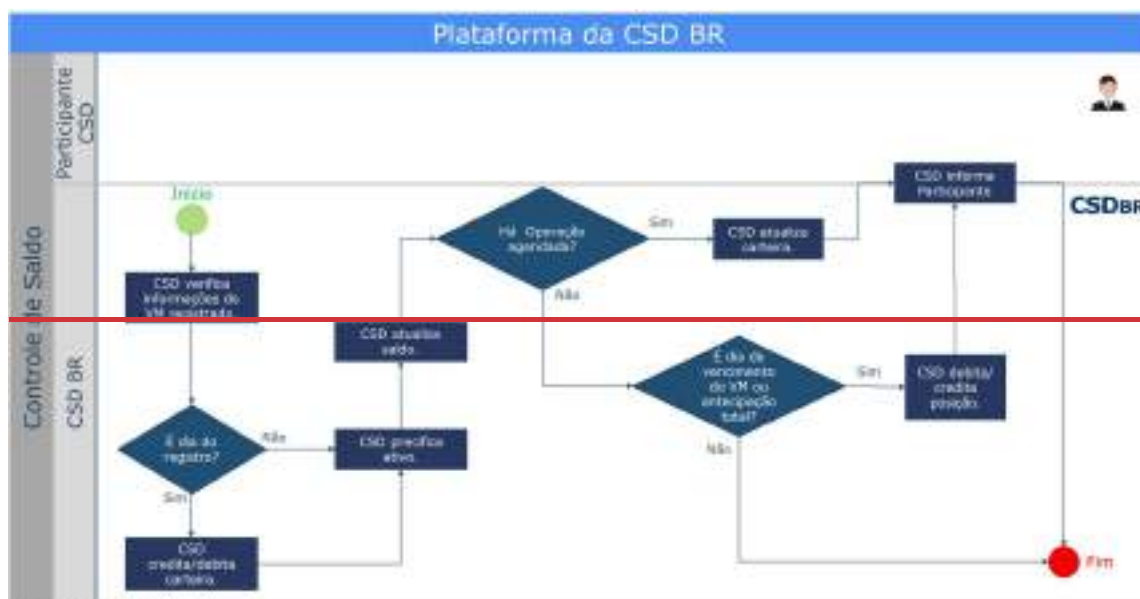 Plataforma da CSD BR
Controle de Saldo
Participante
CSD
CSD BR
Início
CSD verifica
informações do
VM registrado.
É dia do
registro?
Não
Sim
CSD
credita/debita
carteira.
CSD precifica
ativo.
CSD atualiza
saldo.
Há Operação
agendada?
Sim
Não
CSD atualiza
carteira.
CSD informa
Participante
CSDBR
É dia de
vencimento
do VM ou
antecipação
total?
Sim
Não
CSD debita/
credita
posição.
Fim